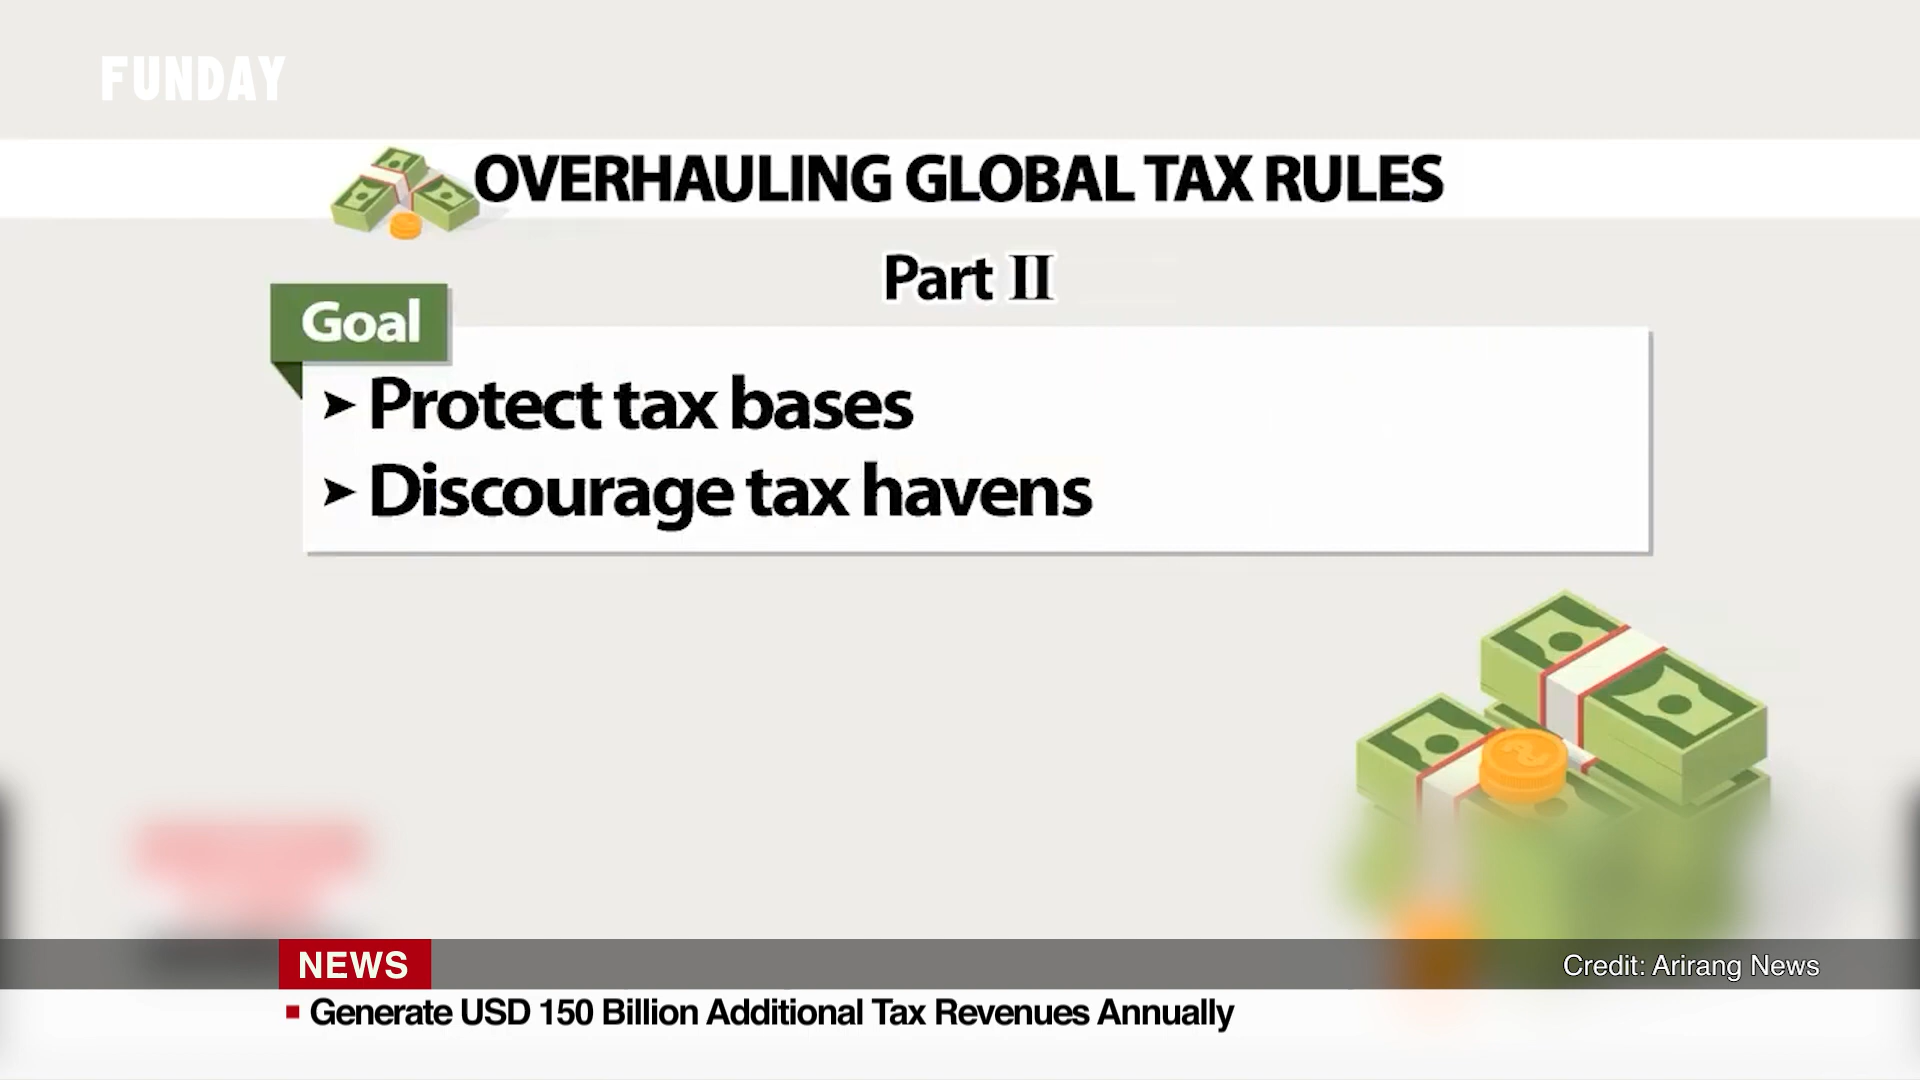 FUNDAY
OVERHAULING GLOBAL TAX RULES
Part II
Goal
➤ Protect tax bases
➤ Discourage tax havens
NEWS
Credit: Arirang News
▪ Generate USD 150 Billion Additional Tax Revenues Annually